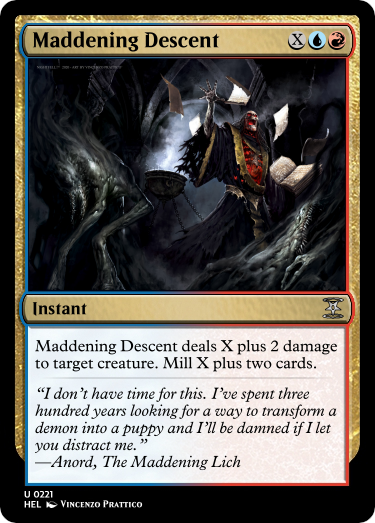 Maddening Descent X
Instant
Maddening Descent deals X plus 2 damage
to target creature. Mill X plus two cards.
“I don’t have time for this. I’ve spent three
hundred years looking for a way to transform a
demon into a puppy and I’ll be damned if I let
you distract me.”
—Anord, The Maddening Lich
U 0221
HEL VINCENZO PRATTICO